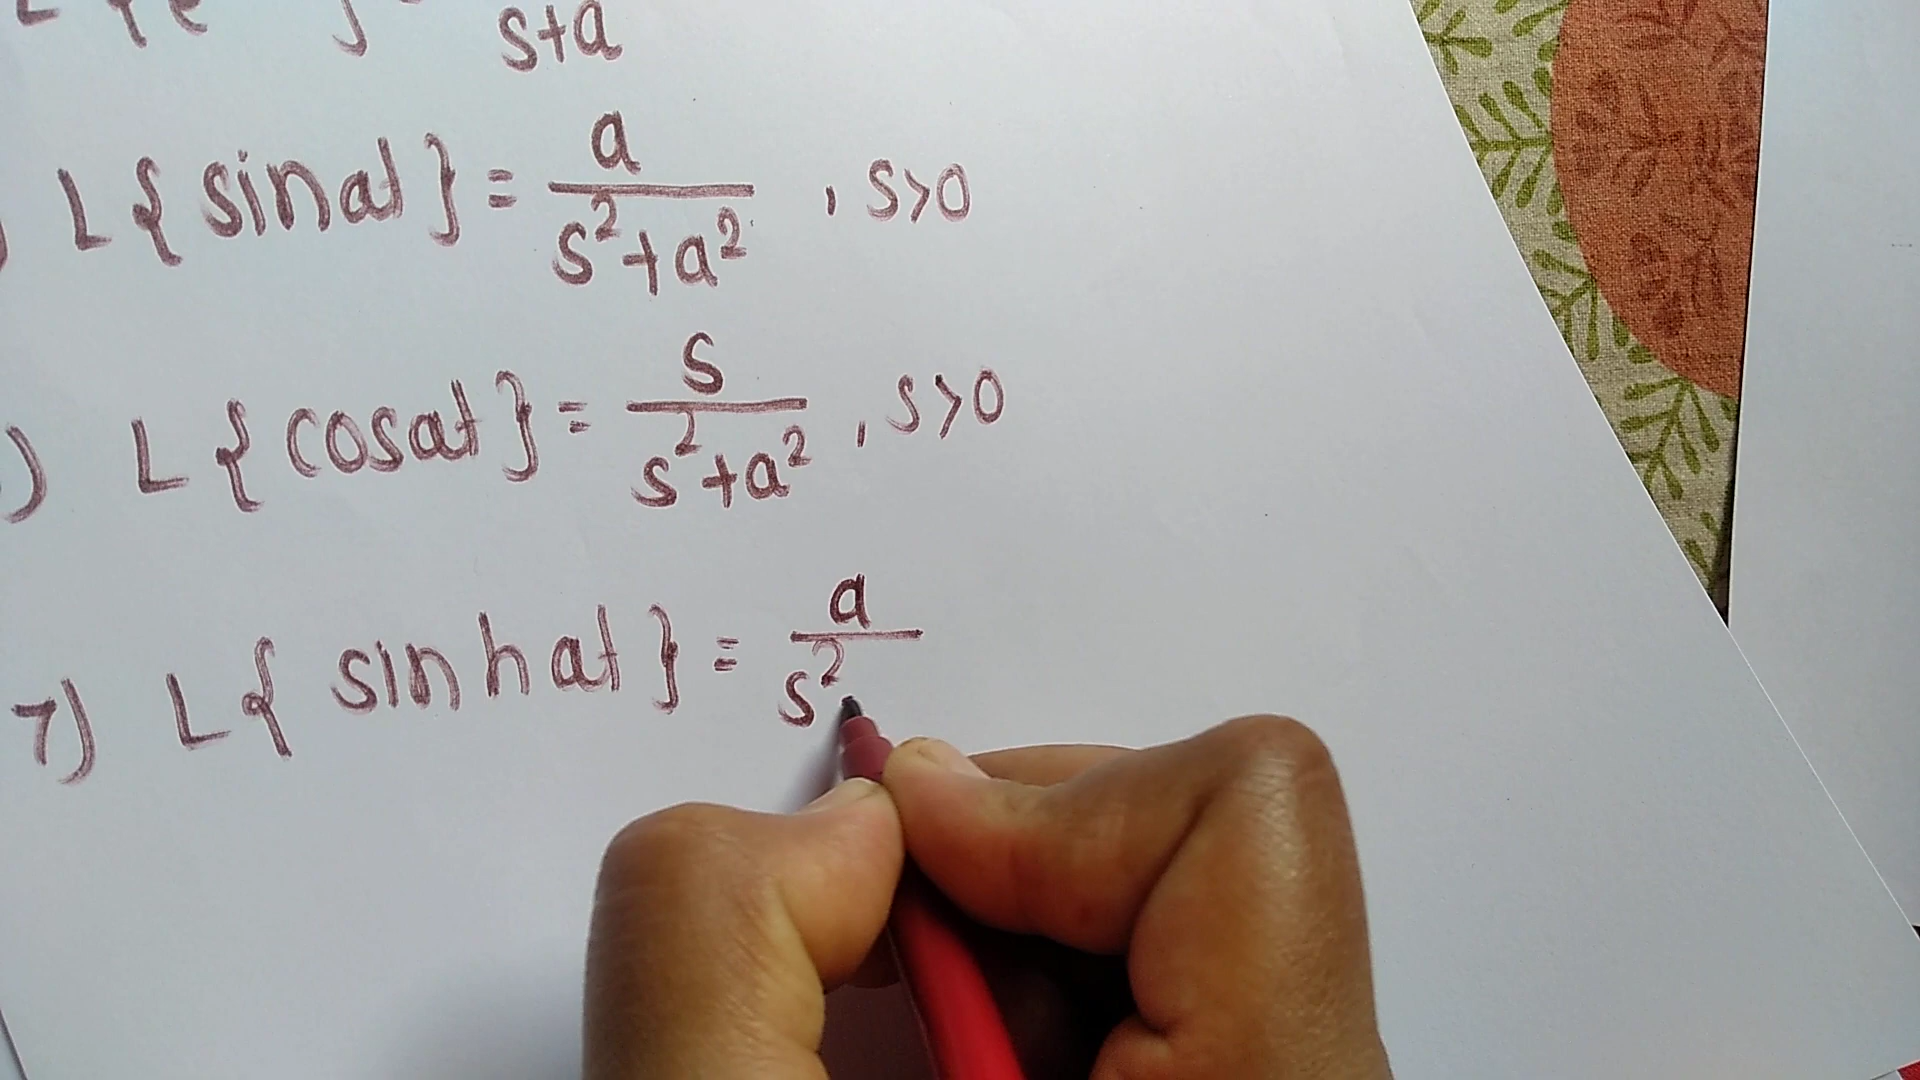 s+a
L{sinat} = a/(s²+a²) , s>0
) L{cosat} = s/(s²+a²) , s>0
7) L{sinhat} = a/s²